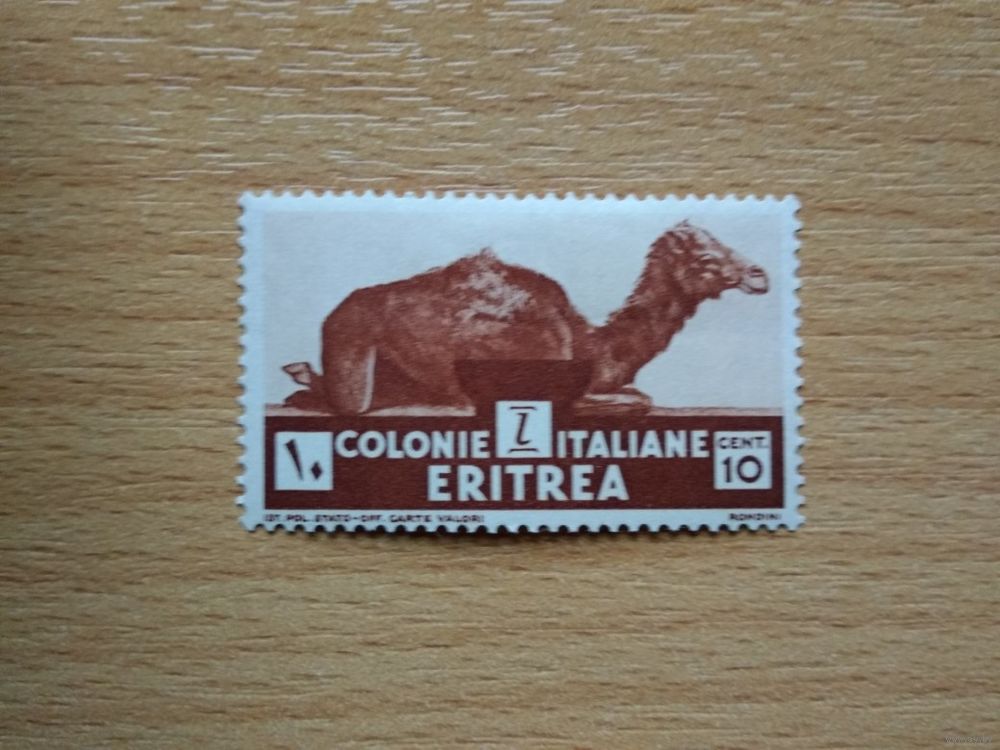 ١٠ COLONIE ፲ ITALIANE CENT. 10
ERITREA
IST. POL. STATO-OFF. CARTE VALORI RONDINI